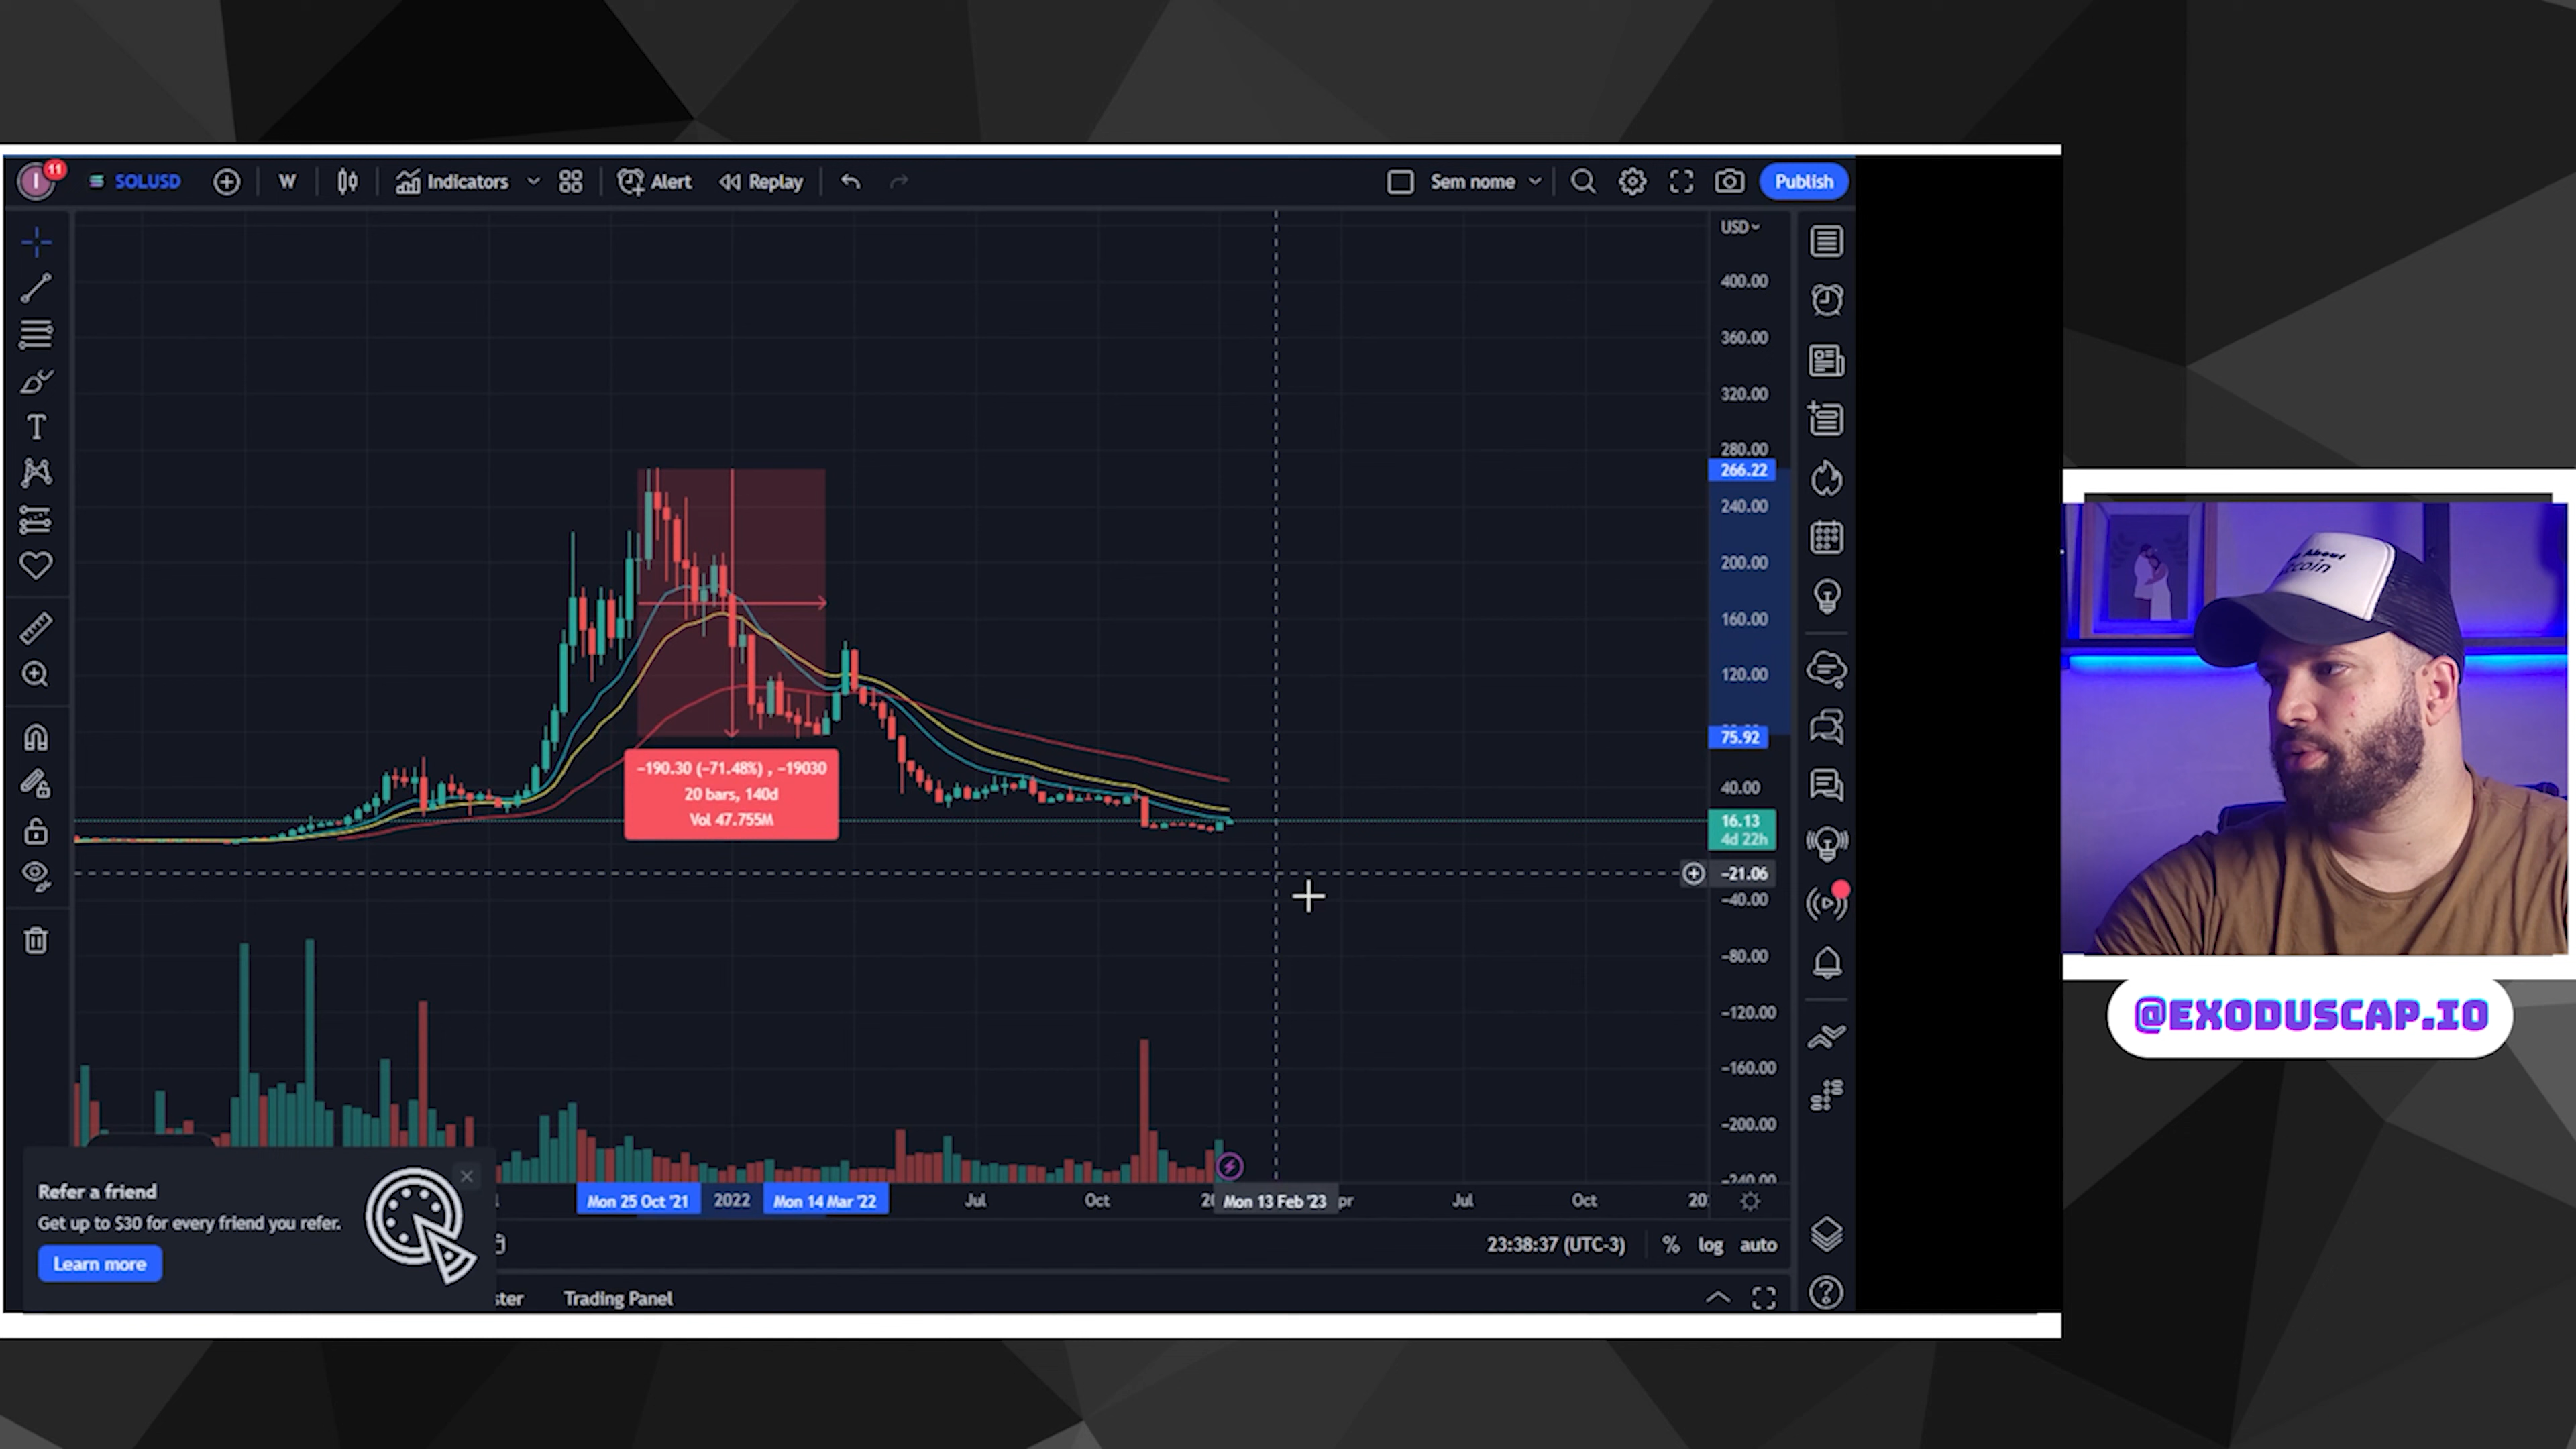 11
SOLUSD
W
Indicators
Alert
Replay
Sem nome
Publish
USD
400.00
360.00
320.00
280.00
266.22
240.00
200.00
160.00
120.00
75.92
40.00
16.13
4d 22h
-21.06
-40.00
-80.00
-120.00
-160.00
-200.00
-240.00
−190.30 (−71.48%) , −19030
20 bars, 140d
Vol 47.755M
Mon 25 Oct '21
2022
Mon 14 Mar '22
Jul
Oct
Mon 13 Feb '23
Jul
Oct
Refer a friend
Get up to $30 for every friend you refer.
Learn more
23:38:37 (UTC-3)
%
log
auto
Trading Panel
@EXODUSCAP.IO